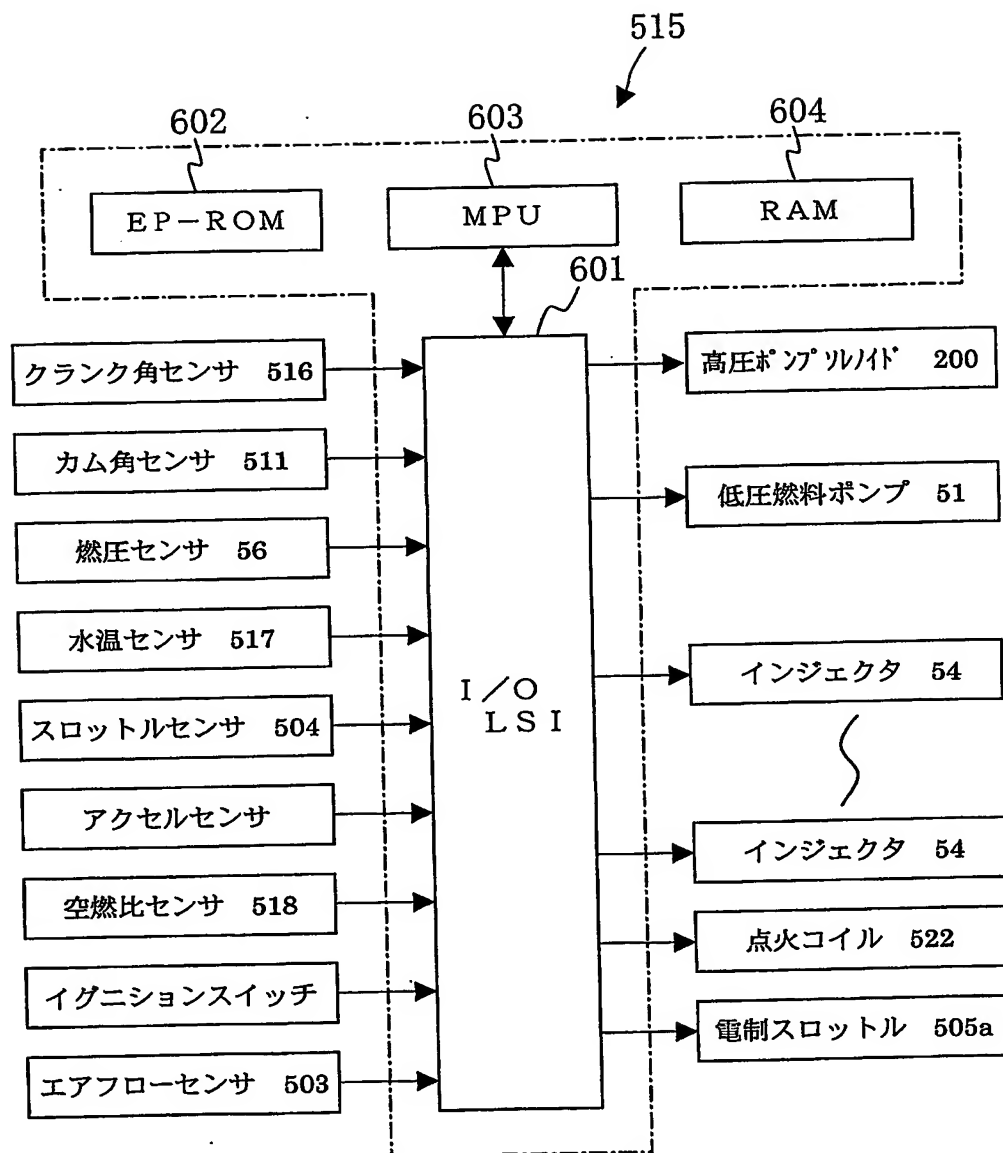 515
602
603
604
EP-ROM
MPU
RAM
601
クランク角センサ 516
カム角センサ 511
燃圧センサ 56
水温センサ 517
スロットルセンサ 504
アクセルセンサ
空燃比センサ 518
イグニションスイッチ
エアフローセンサ 503
I/O
LSI
高圧ポンプソレノイド 200
低圧燃料ポンプ 51
インジェクタ 54
インジェクタ 54
点火コイル 522
電制スロットル 505a